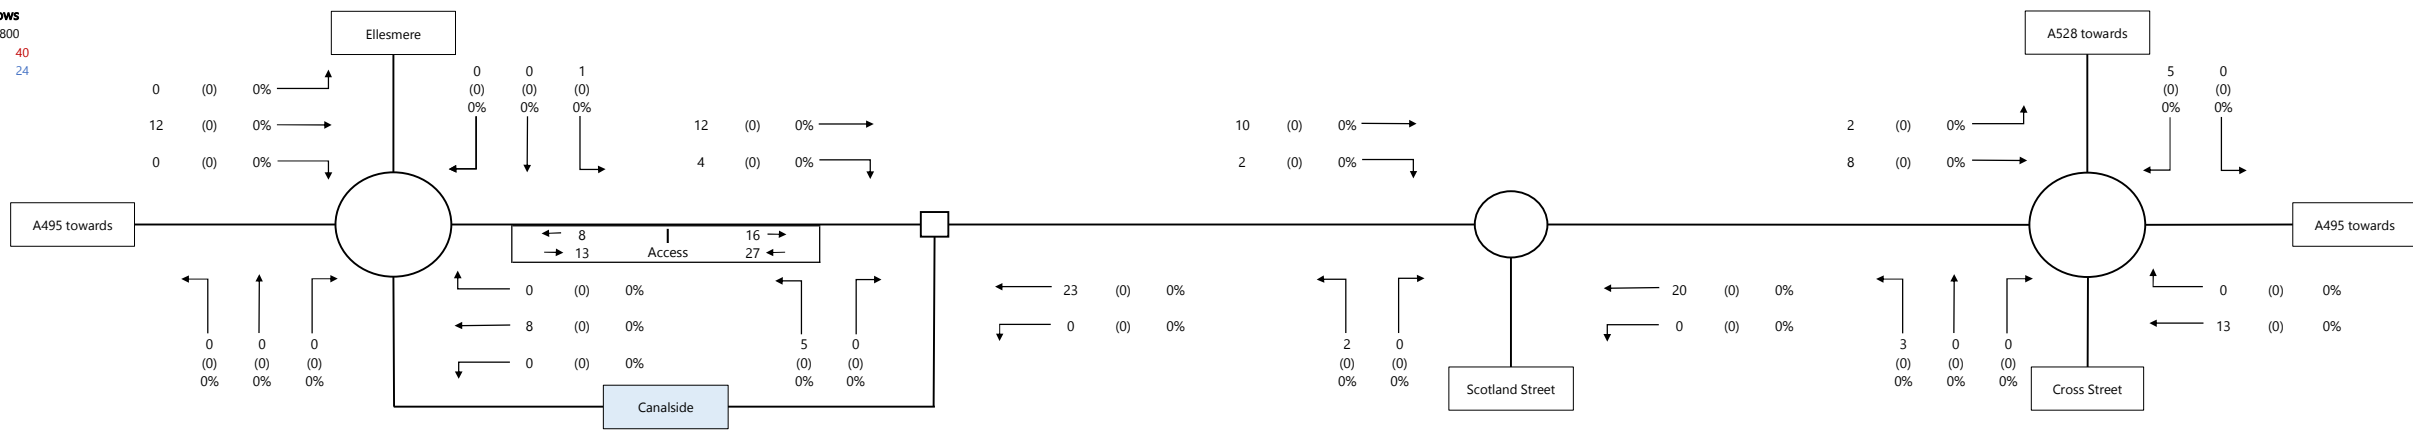 ows
800
40
24
Ellesmere
A528 towards
0 0 1
(0) (0) (0)
0% 0% 0%
5 0
(0) (0)
0% 0%
0 (0) 0%
12 (0) 0%
0 (0) 0%
12 (0) 0%
4 (0) 0%
10 (0) 0%
2 (0) 0%
2 (0) 0%
8 (0) 0%
A495 towards
A495 towards
8 16
13 Access 27
0 (0) 0%
8 (0) 0%
0 (0) 0%
23 (0) 0%
0 (0) 0%
20 (0) 0%
0 (0) 0%
0 (0) 0%
13 (0) 0%
0 0 0
(0) (0) (0)
0% 0% 0%
5 0
(0) (0)
0% 0%
2 0
(0) (0)
0% 0%
3 0 0
(0) (0) (0)
0% 0% 0%
Canalside
Scotland Street
Cross Street